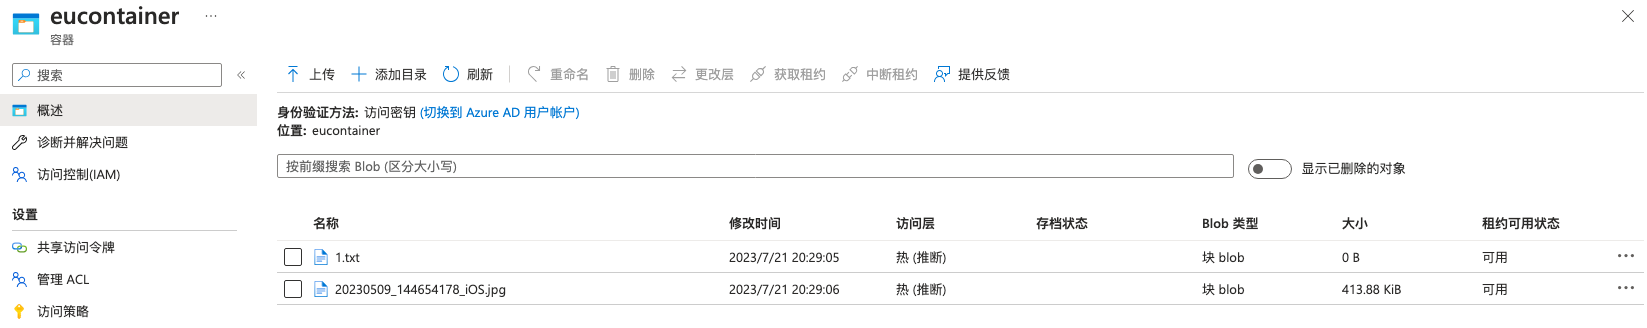 eucontainer ...
容器
搜索 «
概述
诊断并解决问题
访问控制(IAM)
设置
共享访问令牌
管理 ACL
访问策略
上传 添加目录 刷新 重命名 删除 更改层 获取租约 中断租约 提供反馈
身份验证方法: 访问密钥 (切换到 Azure AD 用户帐户)
位置: eucontainer
按前缀搜索 Blob (区分大小写) 显示已删除的对象
名称 修改时间 访问层 存档状态 Blob 类型 大小 租约可用状态
1.txt 2023/7/21 20:29:05 热 (推断) 块 blob 0 B 可用 ...
20230509_144654178_iOS.jpg 2023/7/21 20:29:06 热 (推断) 块 blob 413.88 KiB 可用 ...